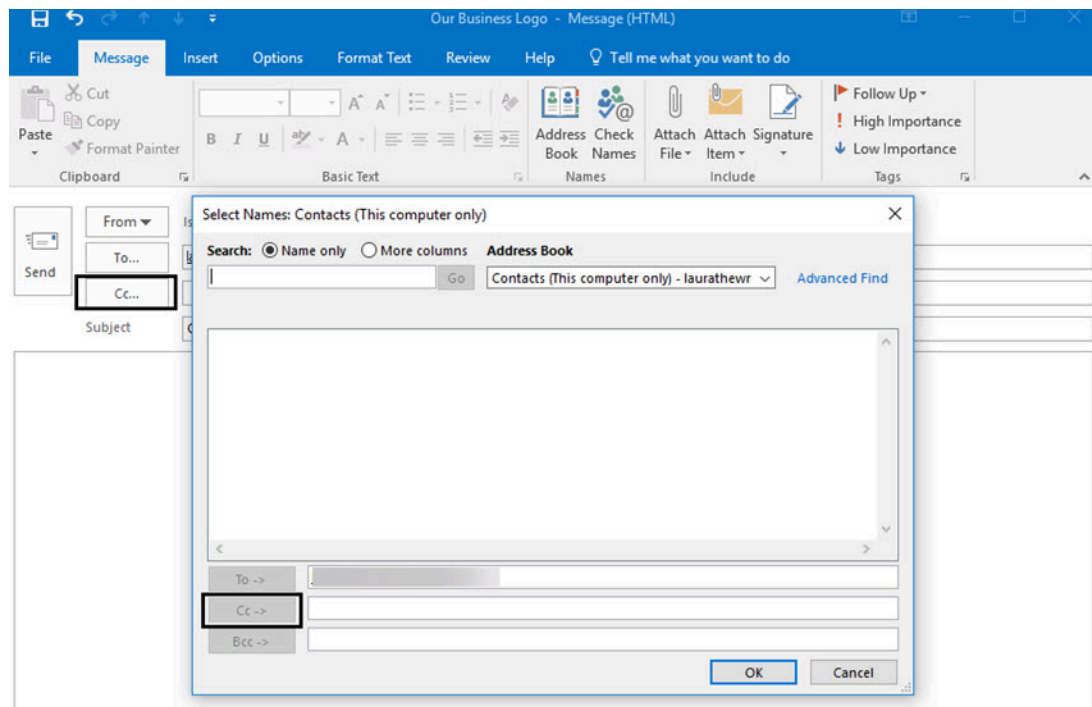 Our Business Logo - Message (HTML)
File Message Insert Options Format Text Review Help Tell me what you want to do
Cut
Copy
Format Painter
Paste
B I U A
Address Book
Check Names
Attach File
Attach Item
Signature
Follow Up
High Importance
Low Importance
Clipboard Basic Text Names Include Tags
Send
From
To...
Cc...
Subject
Select Names: Contacts (This computer only)
Search: Name only More columns Address Book
Go Contacts (This computer only) - laurathewr Advanced Find
To ->
Cc ->
Bcc ->
OK Cancel